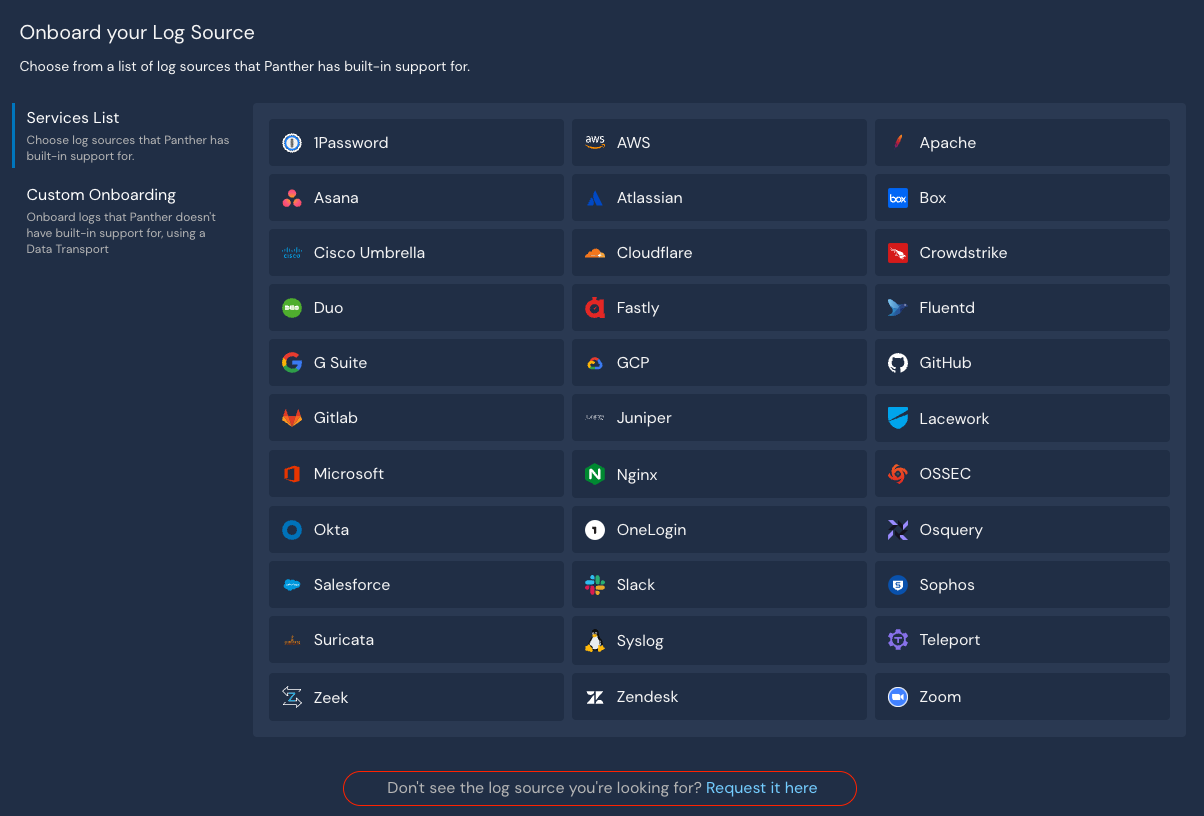 Onboard your Log Source
Choose from a list of log sources that Panther has built-in support for.
Services List
Choose log sources that Panther has
built-in support for.
Custom Onboarding
Onboard logs that Panther doesn't
have built-in support for, using a
Data Transport
1Password
aws AWS
Apache
Asana
Atlassian
box Box
CISCO Cisco Umbrella
Cloudflare
Crowdstrike
DUO Duo
Fastly
Fluentd
G G Suite
GCP
GitHub
Gitlab
Juniper
Lacework
Microsoft
N Nginx
OSSEC
Okta
1 OneLogin
Osquery
Salesforce
Slack
S Sophos
Suricata
Syslog
T Teleport
Z Zeek
Zendesk
Zoom
Don't see the log source you're looking for? Request it here